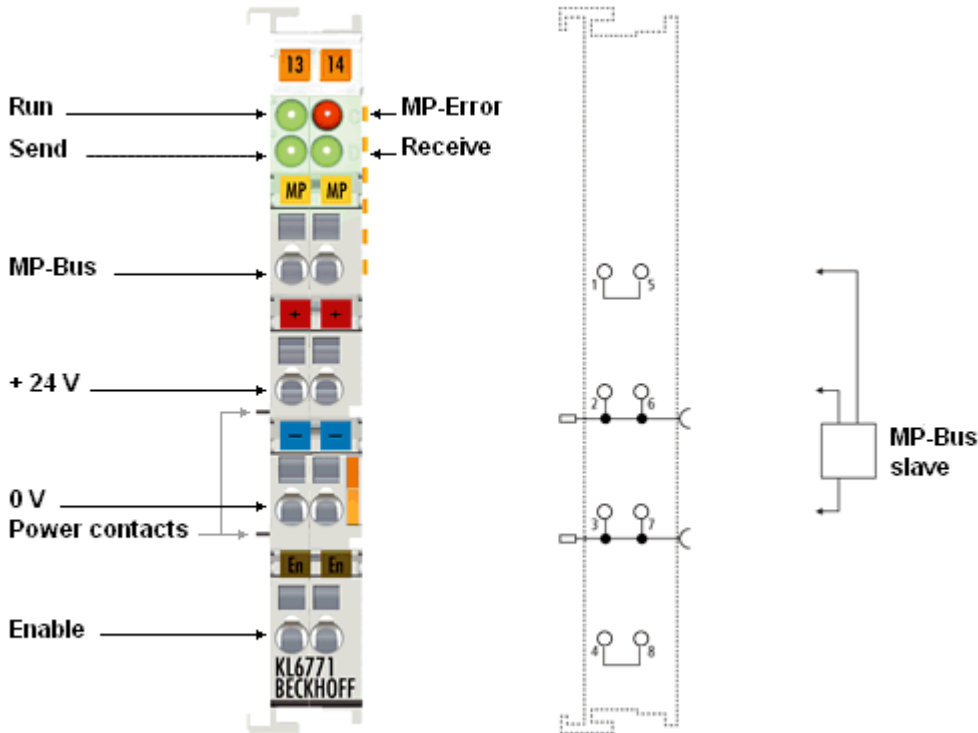 13 14
Run
MP-Error
Send
Receive
MP MP
MP-Bus
1 5
+ +
+ 24 V
2 6
- -
MP-Bus
slave
0 V
3 7
Power contacts
En En
Enable
4 8
KL6771
BECKHOFF